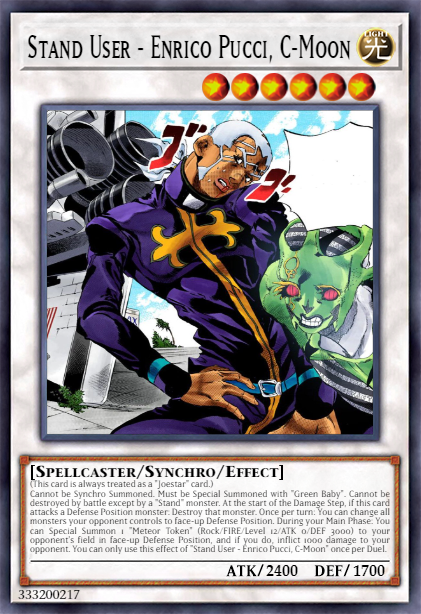 Stand User - Enrico Pucci, C-Moon
LIGHT
光
ゴ
ゴ
[Spellcaster/Synchro/Effect]
(This card is always treated as a "Joestar" card.)
Cannot be Synchro Summoned. Must be Special Summoned with "Green Baby". Cannot be
destroyed by battle except by a "Stand" monster. At the start of the Damage Step, if this card
attacks a Defense Position monster: Destroy that monster. Once per turn: You can change all
monsters your opponent controls to face-up Defense Position. During your Main Phase: You
can Special Summon 1 "Meteor Token" (Rock/FIRE/Level 12/ATK 0/DEF 3000) to your
opponent's field in face-up Defense Position, and if you do, inflict 1000 damage to your
opponent. You can only use this effect of "Stand User - Enrico Pucci, C-Moon" once per Duel.
ATK/2400 DEF/1700
333200217